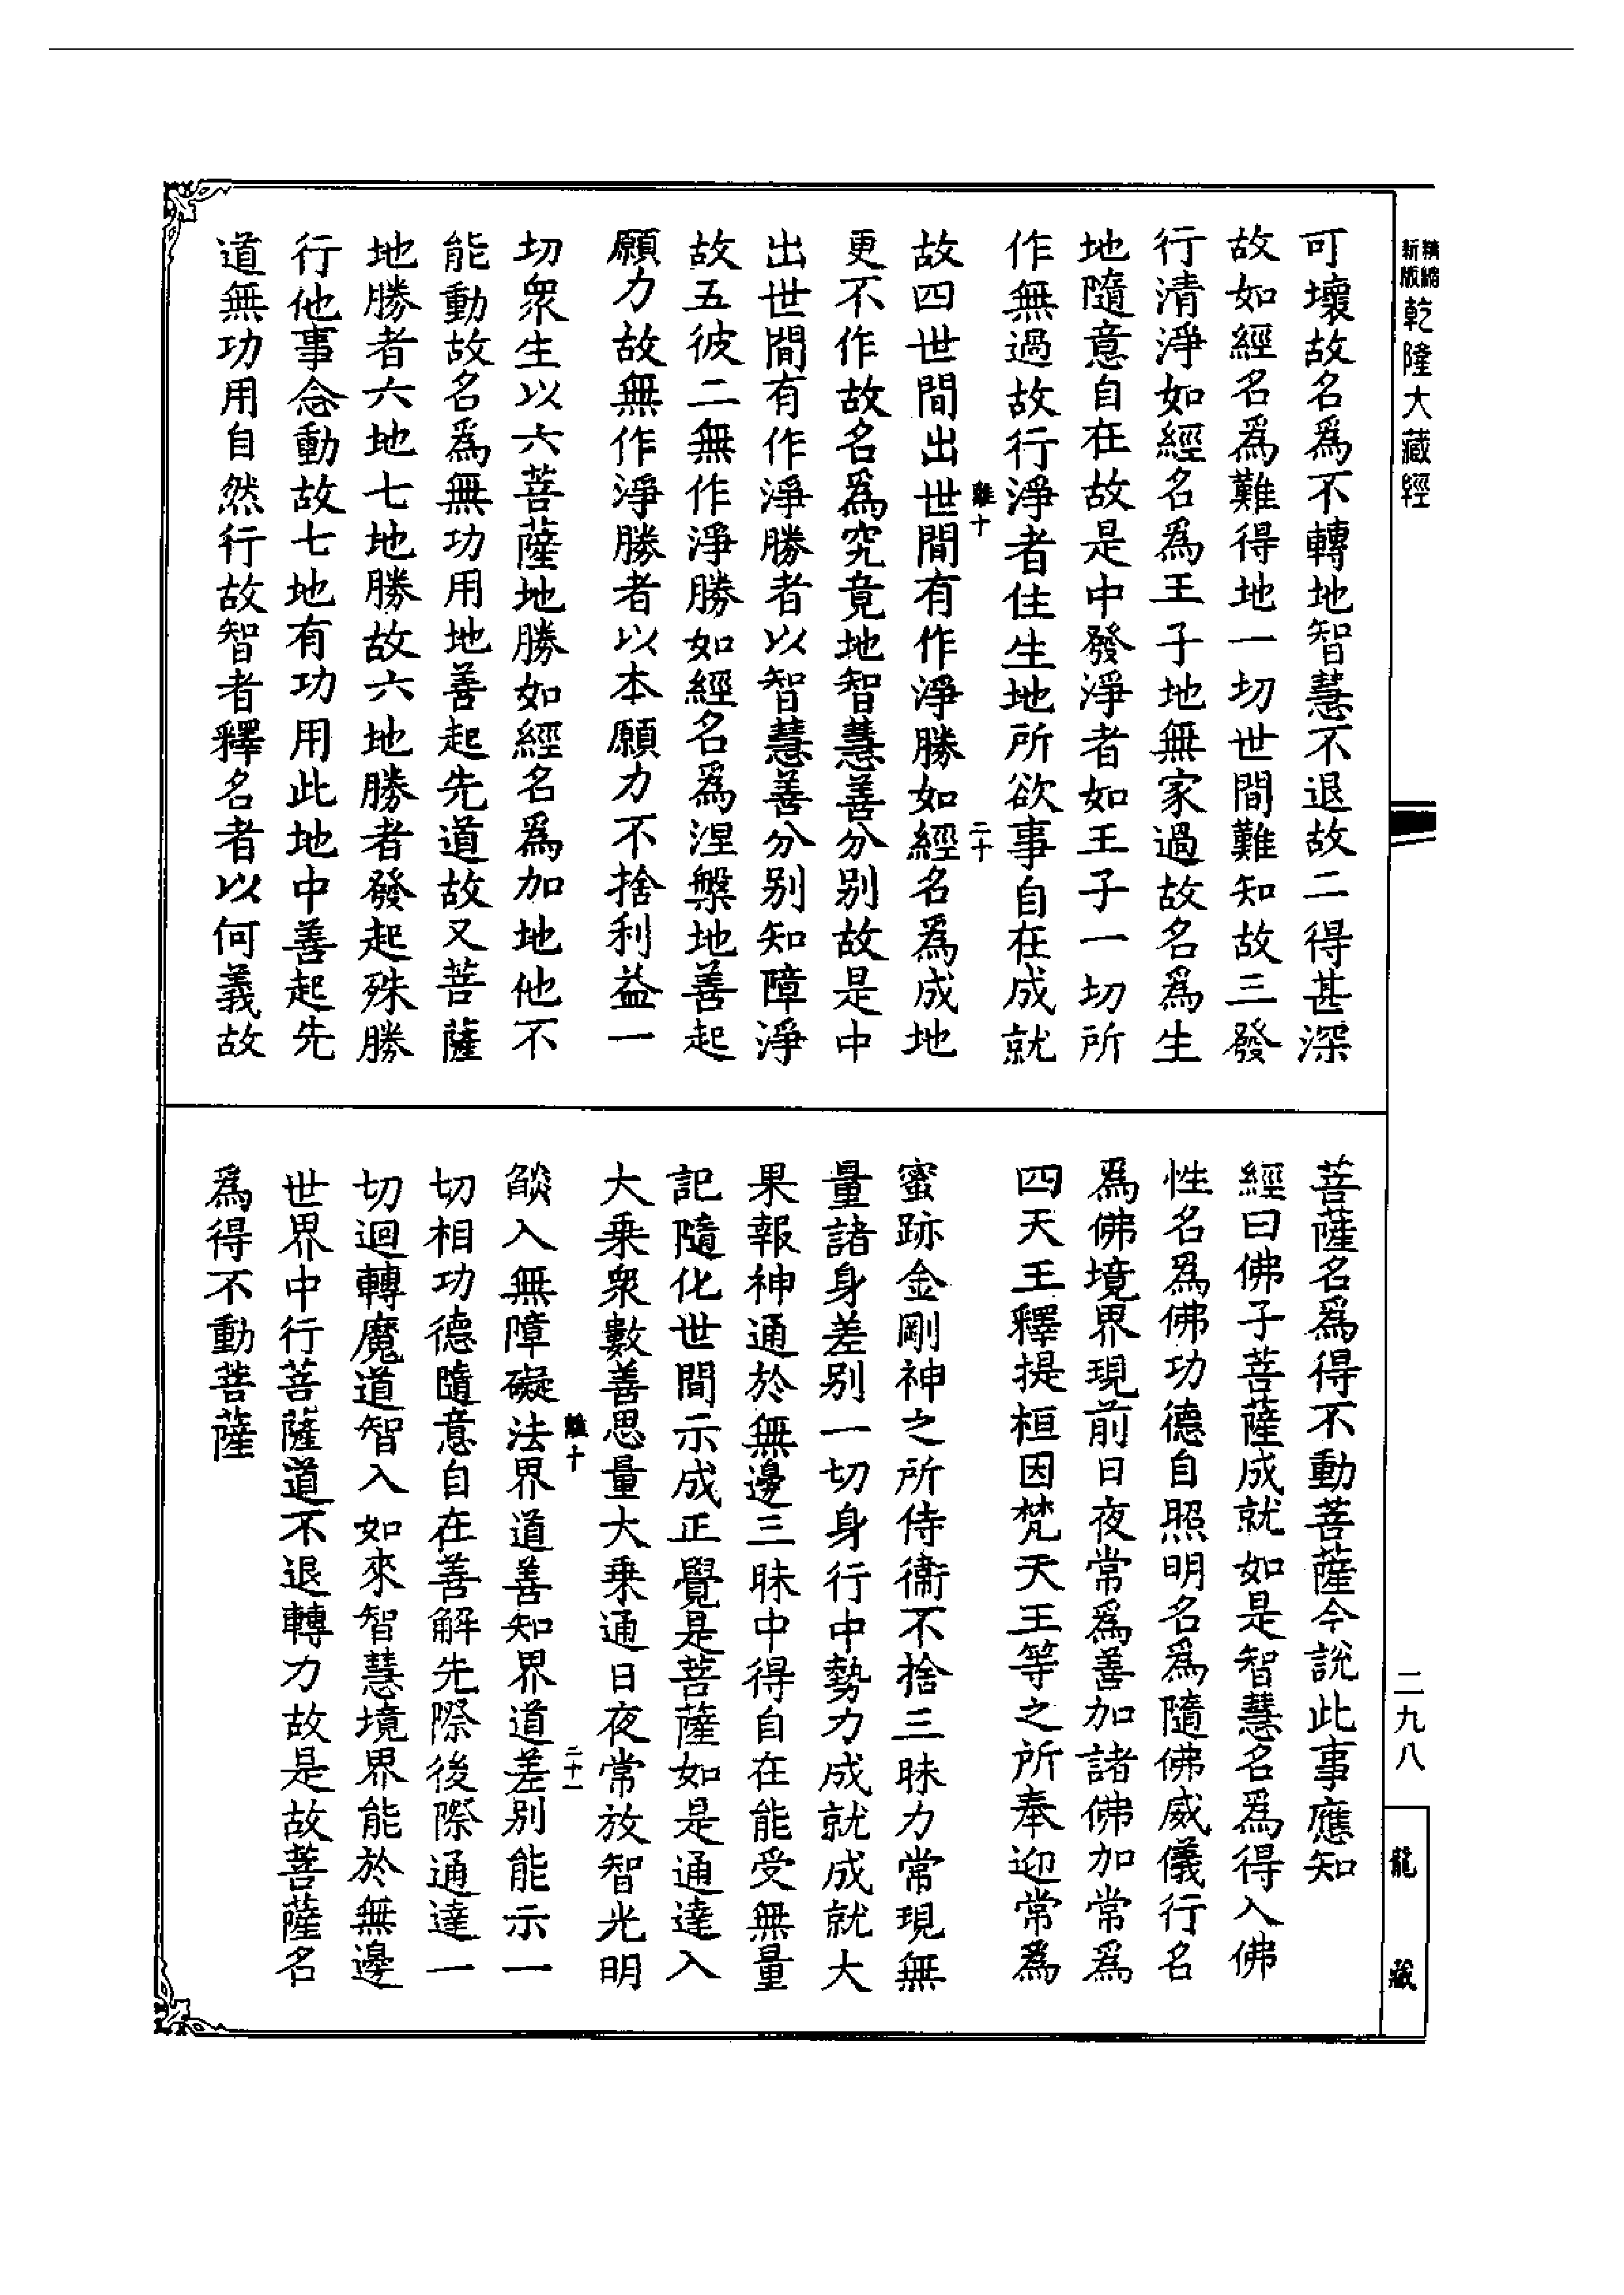 精縮新版乾隆大藏經
可壞故名爲不轉地智慧不退故二得甚深
故如經名爲難得地一切世間難知故三發
行清淨如經名爲王子地無家過故名爲生
地隨意自在故是中發淨者如王子一切所
作無過故行淨者住生地所欲事自在成就
故四世間出世間有作淨勝如經名爲成地
更不作故名爲究竟地智慧善分別故是中
出世間有作淨勝者以智慧善分別知障淨
故五彼二無作淨勝如經名爲涅槃地善起
願力故無作淨勝者以本願力不捨利益一
切衆生以六菩薩地勝如經名爲加地他不
能動故名爲無功用地善起先道故又菩薩
地勝者六地七地勝故六地勝者發起殊勝
行他事念動故七地有功用此地中善起先
道無功用自然行故智者釋名者以何義故
菩薩名爲得不動菩薩今說此事應知
經曰佛子菩薩成就如是智慧名爲得入佛
性名爲佛功德自照明名爲隨佛威儀行名
爲佛境界現前日夜常爲善加諸佛加常爲
四天王釋提桓因梵天王等之所奉迎常爲
蜜跡金剛神之所侍衞不捨三昧力常現無
量諸身差别一切身行中勢力成就成就大
果報神通於無邊三昧中得自在能受無量
記隨化世間示成正覺是菩薩如是通達入
大乗衆數善思量大乗通日夜常放智光明
燄入無障礙法界道善知界道差别能示一
切相功德隨意自在善解先際後際通達一
切迴轉魔道智入如來智慧境界能於無邊
世界中行菩薩道不退轉力故是故菩薩名
爲得不動菩薩
二九八
龍藏
二十
二十一